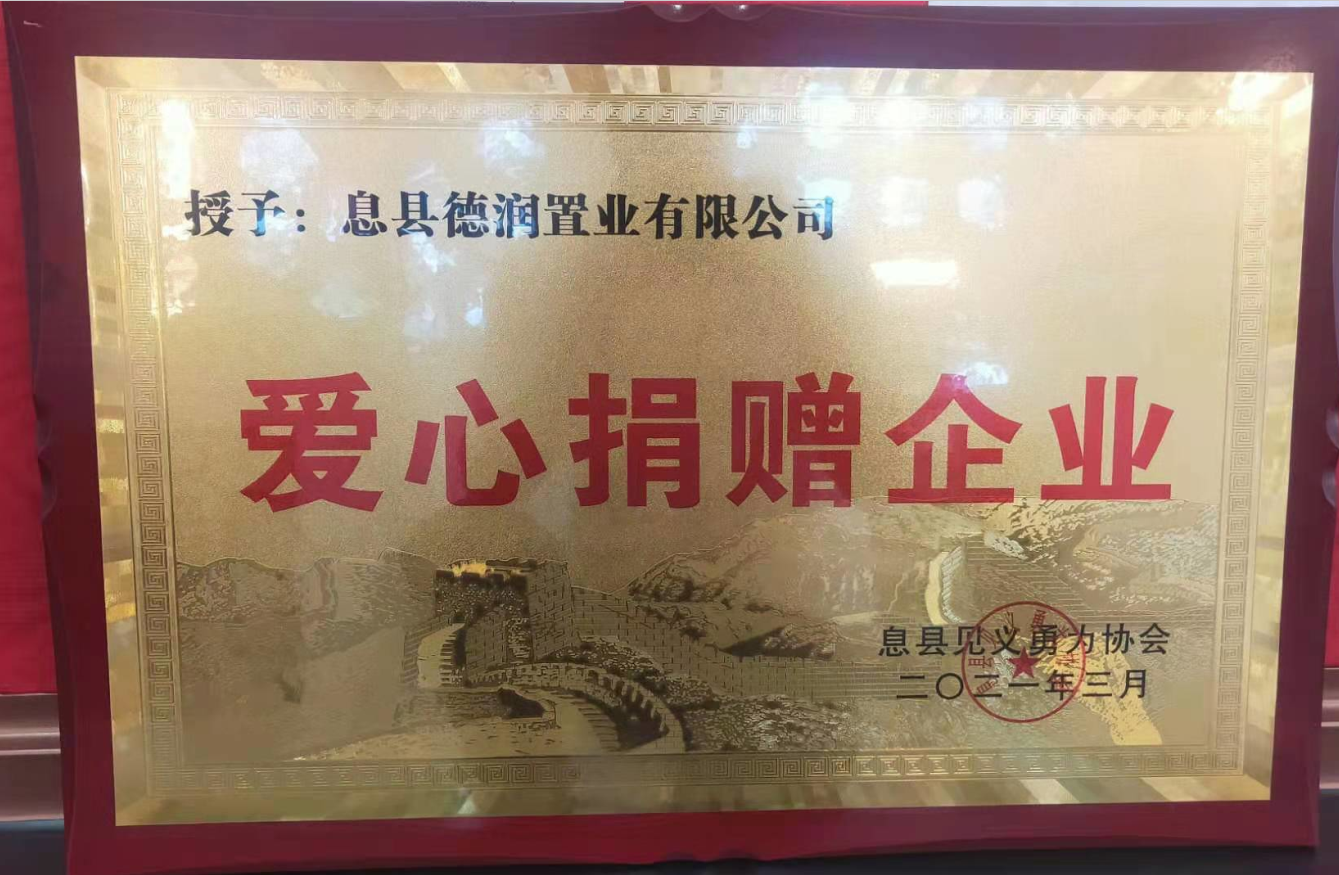 授予：息县德润置业有限公司
爱心捐赠企业
息县见义勇为协会
二〇二一年三月